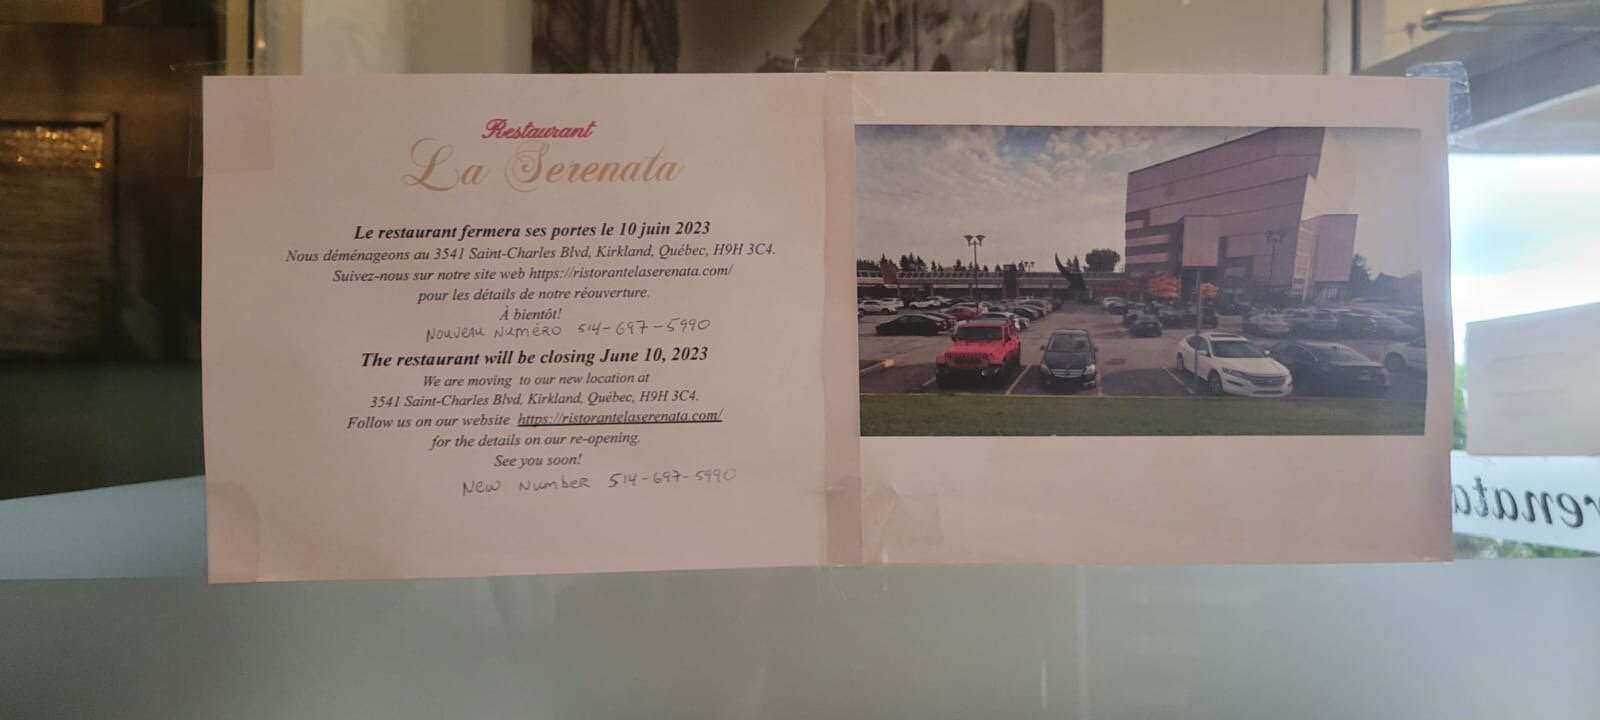 Restaurant
La Serenata
Le restaurant fermera ses portes le 10 juin 2023
Nous déménageons au 3541 Saint-Charles Blvd, Kirkland, Québec, H9H 3C4.
Suivez-nous sur notre site web https://ristorantelaserenata.com/
pour les détails de notre réouverture.
À bientôt!
Nouveau Numéro 514-697-5990
The restaurant will be closing June 10, 2023
We are moving to our new location at
3541 Saint-Charles Blvd, Kirkland, Québec, H9H 3C4.
Follow us on our website https://ristorantelaserenata.com/
for the details on our re-opening.
See you soon!
New Number 514-697-5990
renata